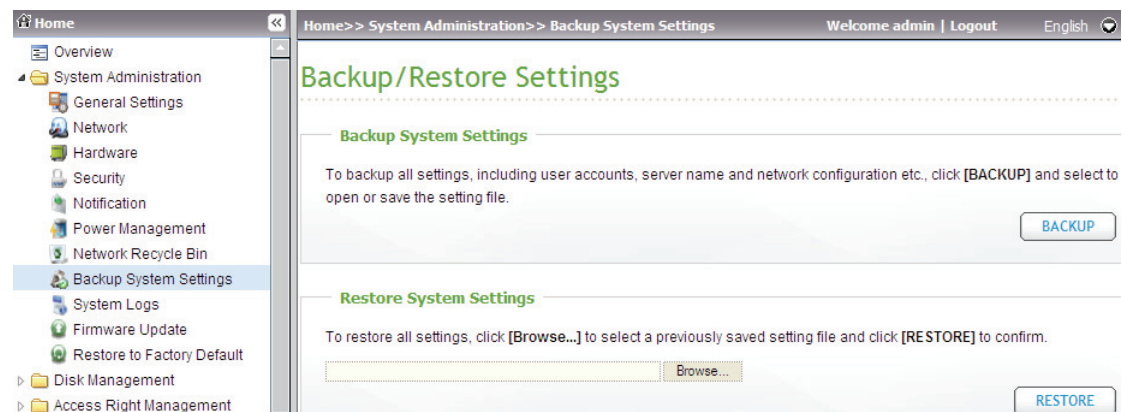 Home
Overview
System Administration
General Settings
Network
Hardware
Security
Notification
Power Management
Network Recycle Bin
Backup System Settings
System Logs
Firmware Update
Restore to Factory Default
Disk Management
Access Right Management
Home>> System Administration>> Backup System Settings Welcome admin | Logout English
Backup/Restore Settings
Backup System Settings
To backup all settings, including user accounts, server name and network configuration etc., click [BACKUP] and select to
open or save the setting file.
BACKUP
Restore System Settings
To restore all settings, click [Browse...] to select a previously saved setting file and click [RESTORE] to confirm.
Browse...
RESTORE